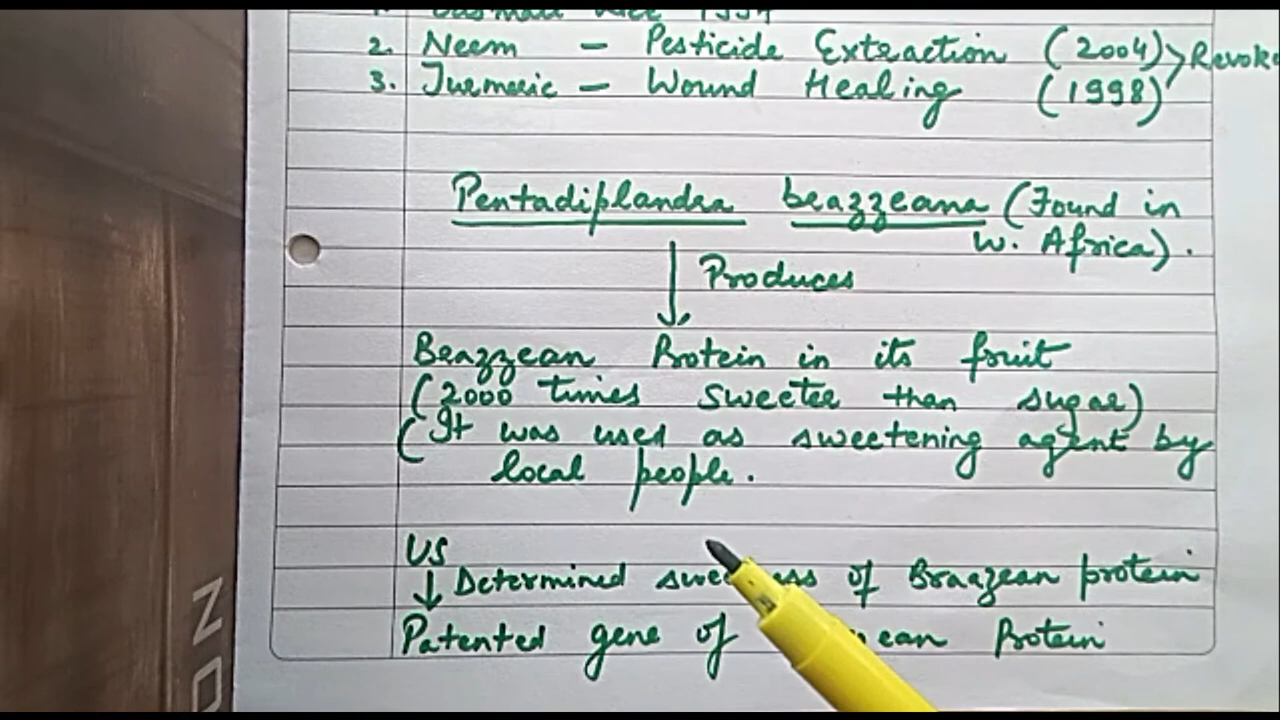 2. Neem - Pesticide Extraction (2004) > Revoke
3. Turmeric - Wound Healing (1998)
Pentadiplandra brazzeana (Found in
W. Africa).
Produces
Brazzean Protein in its fruit
(2000 times sweeter than sugar)
(It was used as sweetening agent by
local people.
US
Determined of Braazean protein
Patented gene of Protein